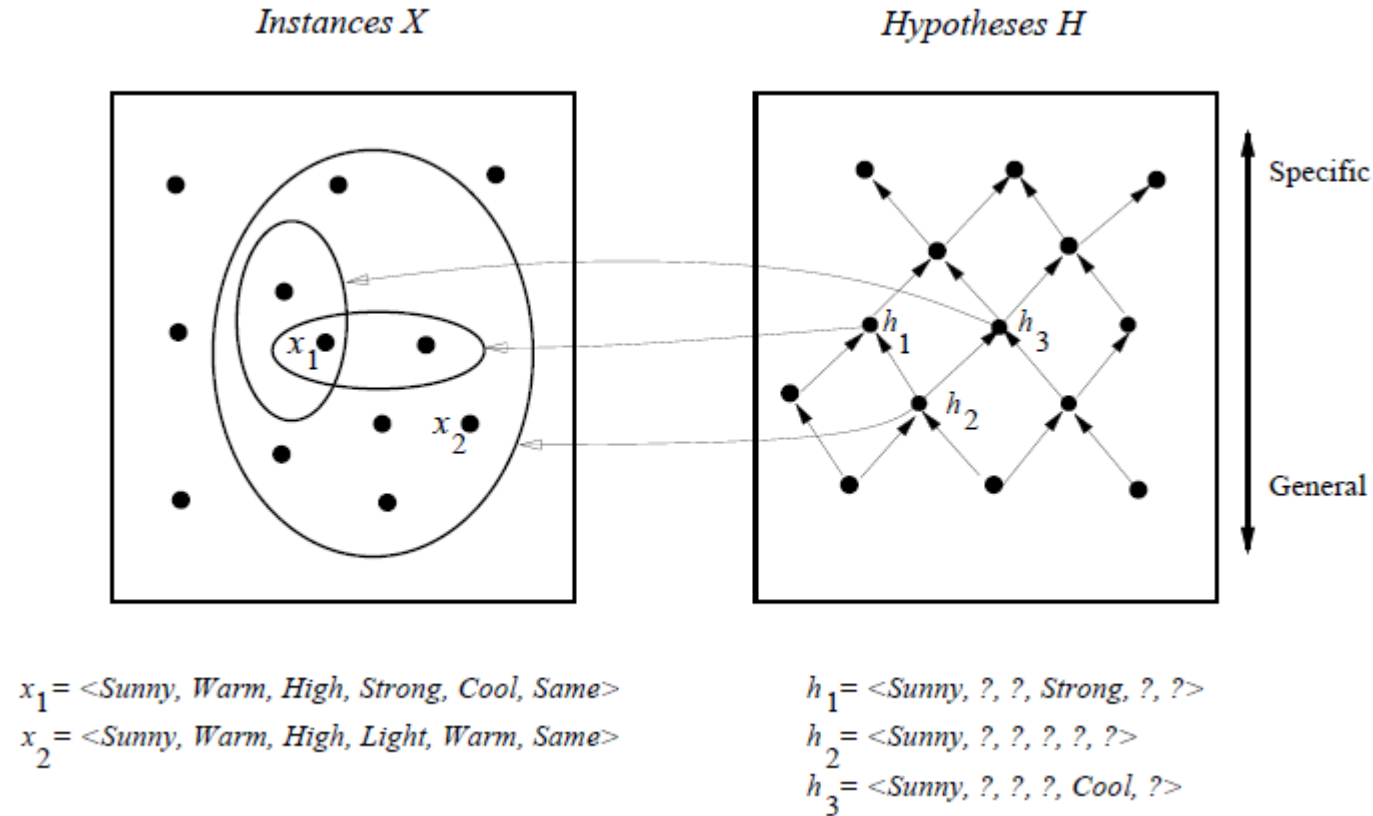 Instances X
Hypotheses H
Specific
h1
h3
x1
h2
x2
General
x1= <Sunny, Warm, High, Strong, Cool, Same>
x2= <Sunny, Warm, High, Light, Warm, Same>
h1= <Sunny, ?, ?, Strong, ?, ?>
h2= <Sunny, ?, ?, ?, ?, ?>
h3= <Sunny, ?, ?, ?, Cool, ?>